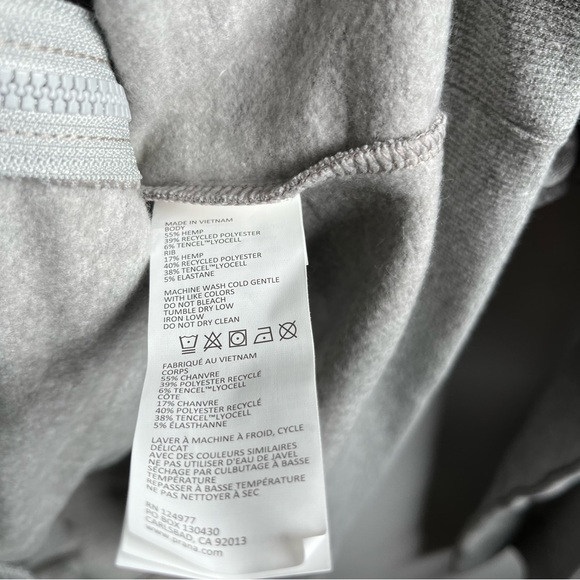 MADE IN VIETNAM
BODY
55% HEMP
39% RECYCLED POLYESTER
6% TENCEL™LYOCELL
RIB
17% HEMP
40% RECYCLED POLYESTER
38% TENCEL™LYOCELL
5% ELASTANE
MACHINE WASH COLD GENTLE
WITH LIKE COLORS
DO NOT BLEACH
TUMBLE DRY LOW
IRON LOW
DO NOT DRY CLEAN
FABRIQUÉ AU VIETNAM
CORPS
55% CHANVRE
39% POLYESTER RECYCLÉ
6% TENCEL™LYOCELL
CÔTE
17% CHANVRE
40% POLYESTER RECYCLÉ
38% TENCEL™LYOCELL
5% ÉLASTHANNE
LAVER À MACHINE À FROID, CYCLE
DÉLICAT
AVEC DES COULEURS SIMILAIRES
NE PAS UTILISER D'EAU DE JAVEL
SÉCHAGE PAR CULBUTAGE À BASSE
TEMPÉRATURE
REPASSER À BASSE TEMPÉRATURE
NE PAS NETTOYER À SEC
RN 124977
PO BOX 130430
CARLSBAD, CA 92013
www.prana.com